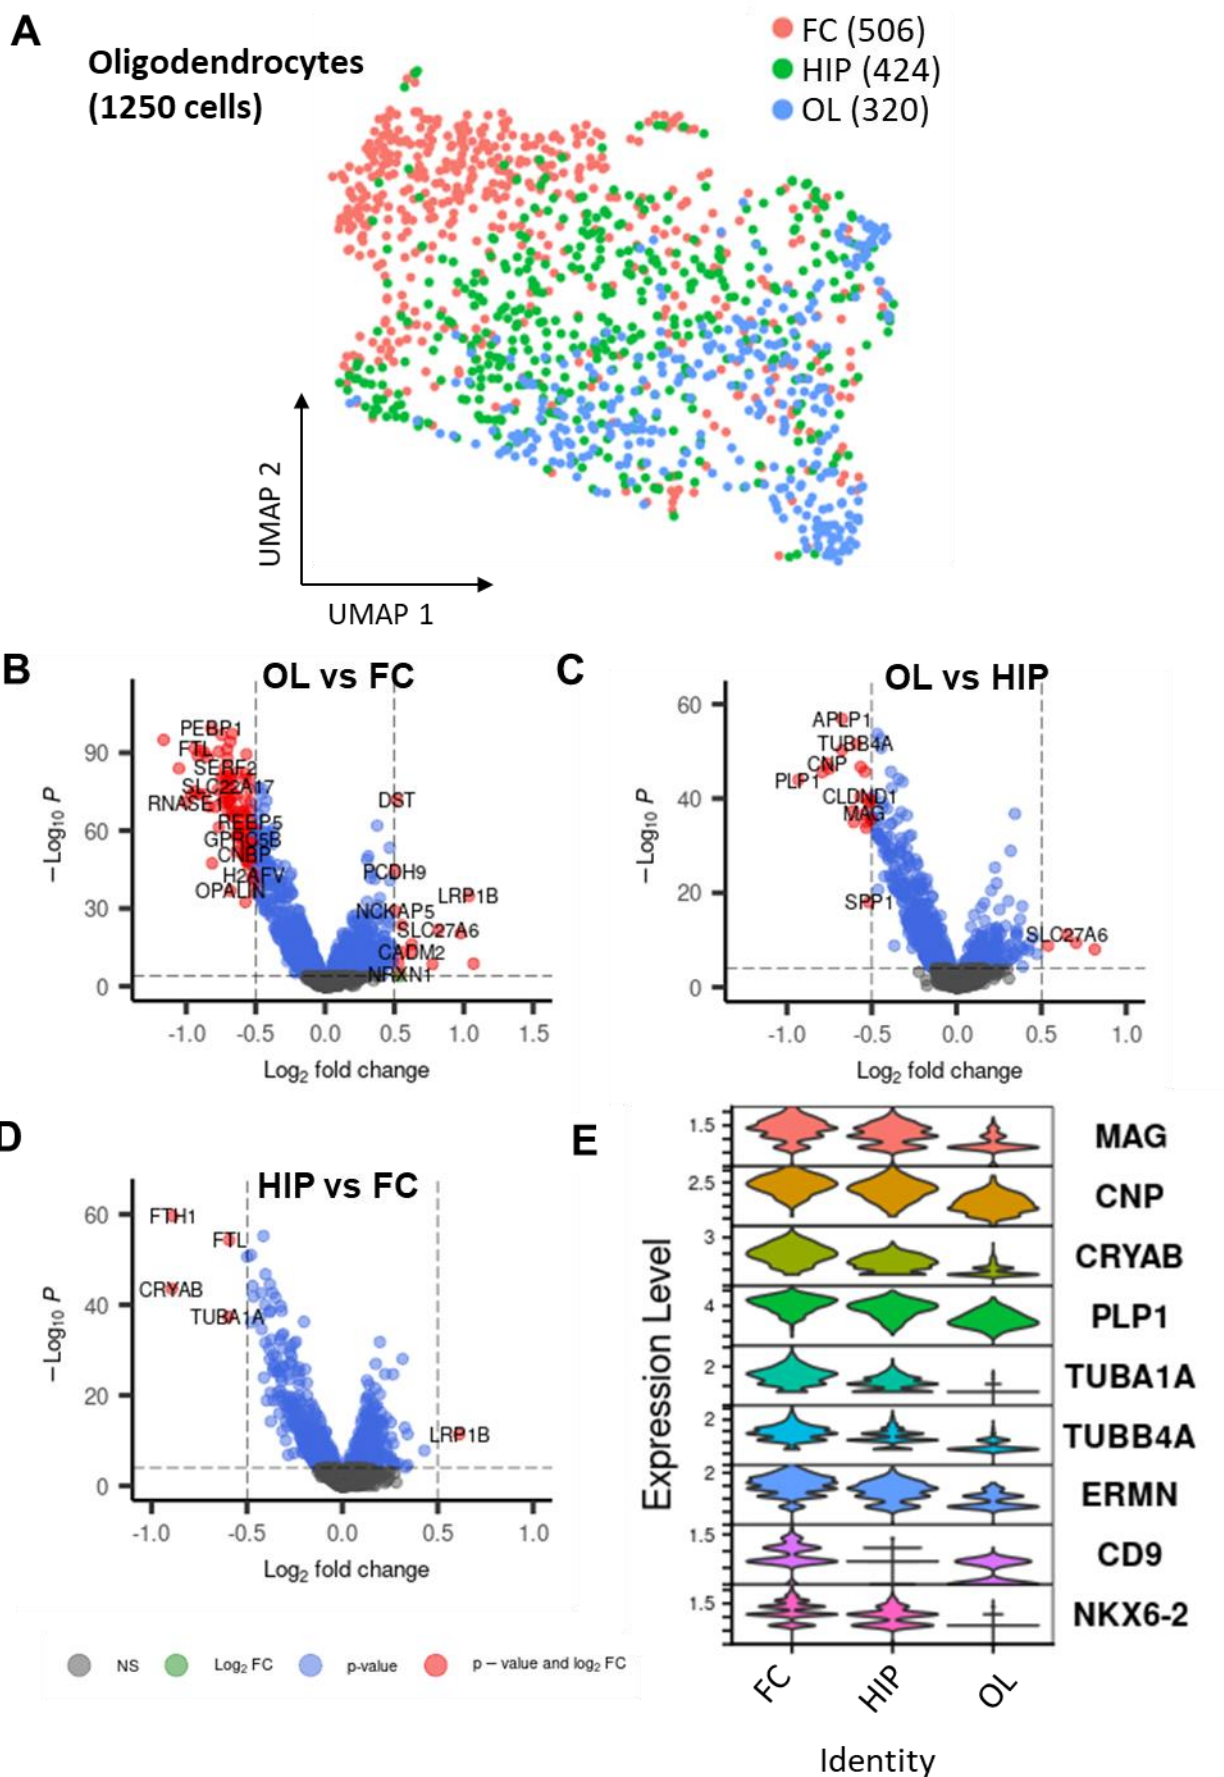 A
Oligodendrocytes
(1250 cells)
FC (506)
HIP (424)
OL (320)
UMAP 2
UMAP 1
B
OL vs FC
−Log10 P
90
60
30
0
PEBP1
FTL
SERF2
SLC22A17
RNASE1
REEP5
GPRC5B
CNBP
H2AFV
OPALIN
DST
PCDH9
LRP1B
NCKAP5
SLC27A6
CADM2
NRXN1
-1.0 -0.5 0.0 0.5 1.0 1.5
Log2 fold change
C
OL vs HIP
−Log10 P
60
40
20
0
APLP1
TUBB4A
CNP
PLP1
CLDND1
MAG
SPP1
SLC27A6
-1.0 -0.5 0.0 0.5 1.0
Log2 fold change
D
HIP vs FC
−Log10 P
60
40
20
0
FTH1
FTL
CRYAB
TUBA1A
LRP1B
-1.0 -0.5 0.0 0.5 1.0
Log2 fold change
NS
Log2 FC
p-value
p − value and log2 FC
E
Expression Level
1.5 MAG
2.5 CNP
3 CRYAB
4 PLP1
2 TUBA1A
2 TUBB4A
2 ERMN
1.5 CD9
1.5 NKX6-2
FC HIP OL
Identity